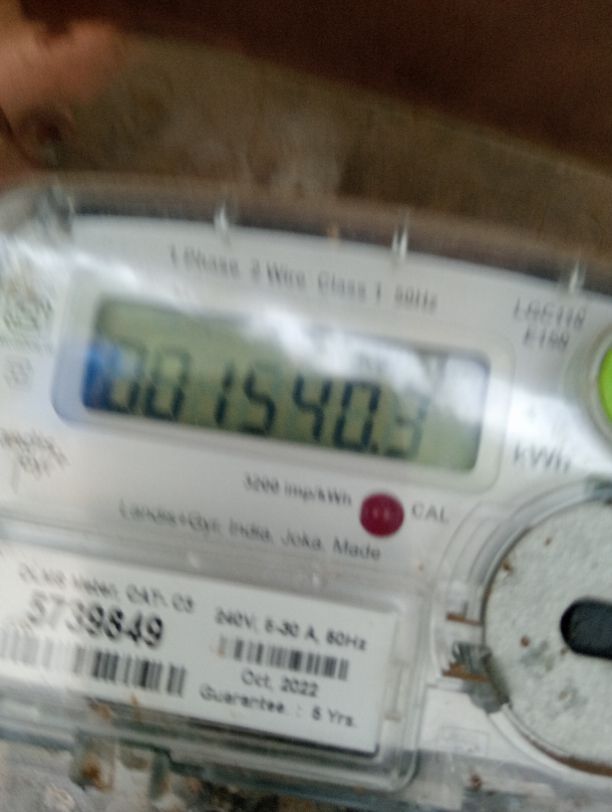 1 Phase 2 Wire Class 1 50Hz
001540.3
kWh
3200 imp/kWh CAL
Landis+Gyr, India, Joka, Made
5739849
240V, 5-30 A, 50Hz
Oct, 2022
Guarantee. : 5 Yrs.